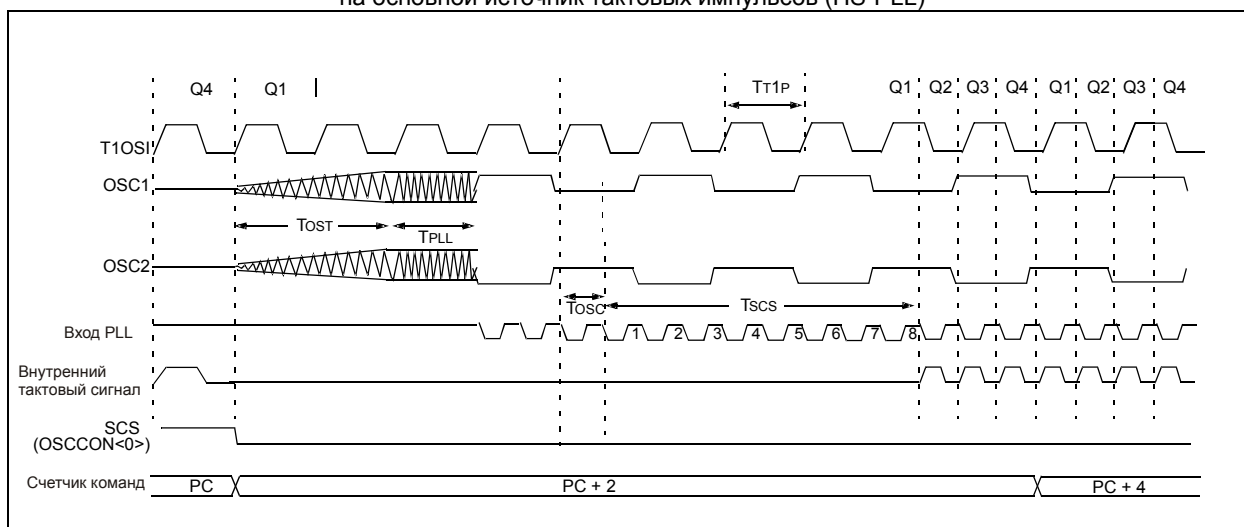 на основной источник тактовых импульсов (HS PLL)
Q4 Q1 TT1P Q1 Q2 Q3 Q4 Q1 Q2 Q3 Q4
T1OSI
OSC1
TOST TPLL
OSC2
TOSC TSCS
Вход PLL 1 2 3 4 5 6 7 8
Внутренний
тактовый сигнал
SCS
(OSCCON<0>)
Счетчик команд PC PC + 2 PC + 4